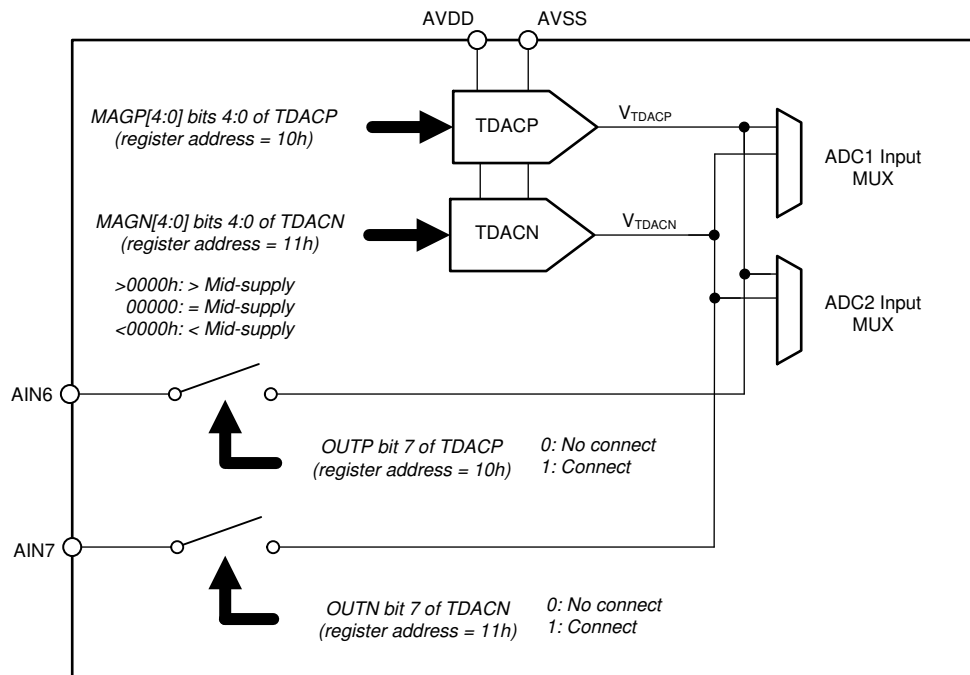 AVDD AVSS
MAGP[4:0] bits 4:0 of TDACP
(register address = 10h)
TDACP
VTDACP
ADC1 Input
MUX
MAGN[4:0] bits 4:0 of TDACN
(register address = 11h)
TDACN
VTDACN
>0000h: > Mid-supply
00000: = Mid-supply
<0000h: < Mid-supply
ADC2 Input
MUX
AIN6
OUTP bit 7 of TDACP
(register address = 10h)
0: No connect
1: Connect
AIN7
OUTN bit 7 of TDACN
(register address = 11h)
0: No connect
1: Connect